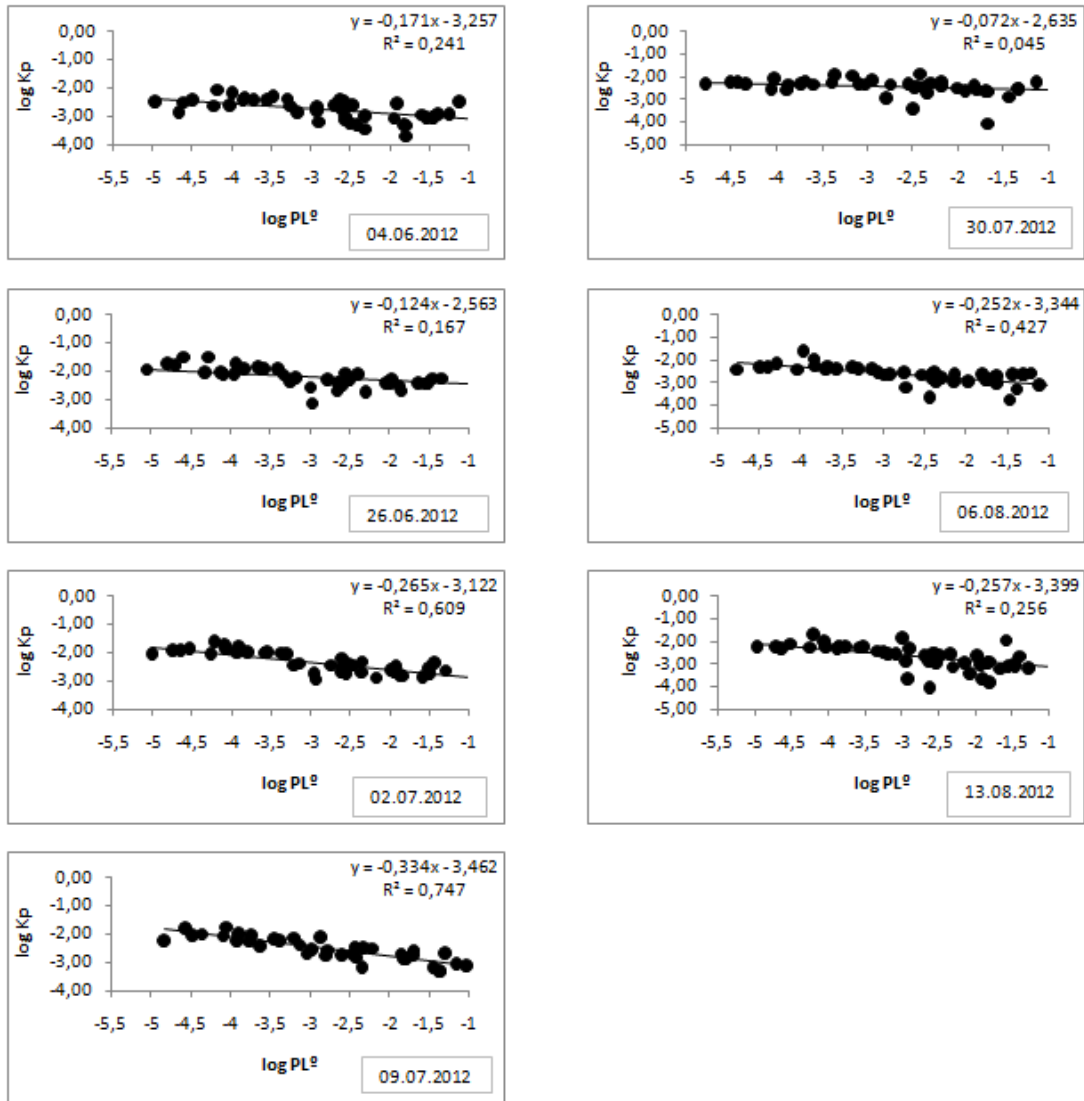 y = -0,171x - 3,257
R² = 0,241
0,00
-1,00
-2,00
-3,00
-4,00
log Kp
-5,5 -5 -4,5 -4 -3,5 -3 -2,5 -2 -1,5 -1
log PLº
04.06.2012
y = -0,072x - 2,635
R² = 0,045
0,00
-1,00
-2,00
-3,00
-4,00
-5,00
log Kp
-5 -4,5 -4 -3,5 -3 -2,5 -2 -1,5 -1
log PLº
30.07.2012
y = -0,124x - 2,563
R² = 0,167
0,00
-1,00
-2,00
-3,00
-4,00
log Kp
-5,5 -5 -4,5 -4 -3,5 -3 -2,5 -2 -1,5 -1
log PLº
26.06.2012
y = -0,252x - 3,344
R² = 0,427
0,00
-1,00
-2,00
-3,00
-4,00
-5,00
log Kp
-5 -4,5 -4 -3,5 -3 -2,5 -2 -1,5 -1
log PLº
06.08.2012
y = -0,265x - 3,122
R² = 0,609
0,00
-1,00
-2,00
-3,00
-4,00
log Kp
-5,5 -5 -4,5 -4 -3,5 -3 -2,5 -2 -1,5 -1
log PLº
02.07.2012
y = -0,257x - 3,399
R² = 0,256
0,00
-1,00
-2,00
-3,00
-4,00
-5,00
log Kp
-5,5 -5 -4,5 -4 -3,5 -3 -2,5 -2 -1,5 -1
log PLº
13.08.2012
y = -0,334x - 3,462
R² = 0,747
0,00
-1,00
-2,00
-3,00
-4,00
log Kp
-5,5 -5 -4,5 -4 -3,5 -3 -2,5 -2 -1,5 -1
log PLº
09.07.2012